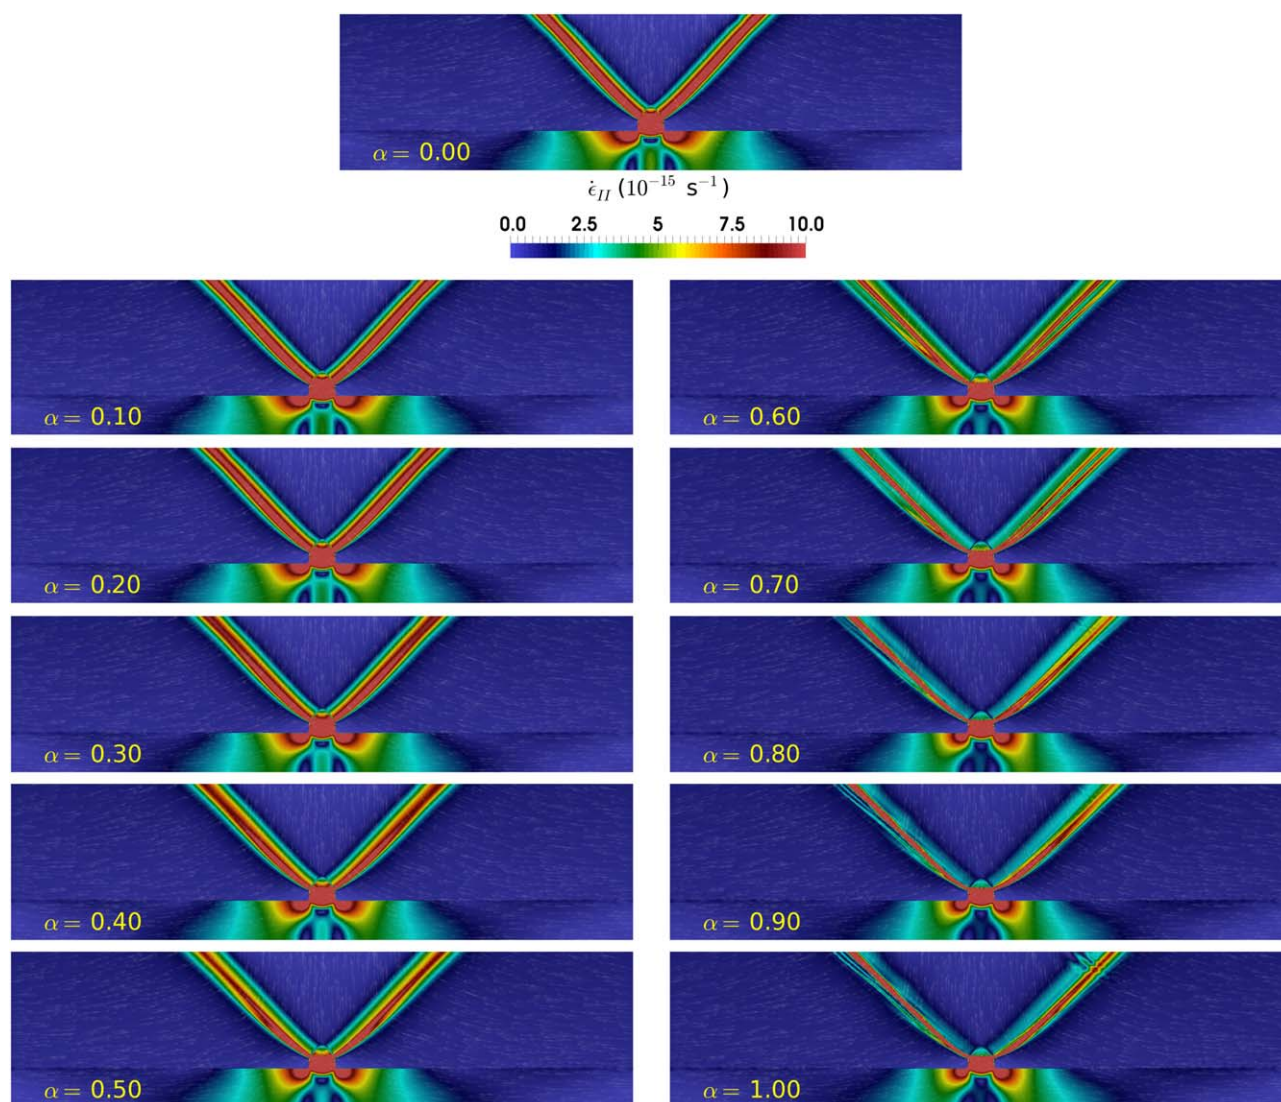 α = 0.00
ϵ̇II (10⁻¹⁵ s⁻¹)
0.0 2.5 5 7.5 10.0
α = 0.10
α = 0.60
α = 0.20
α = 0.70
α = 0.30
α = 0.80
α = 0.40
α = 0.90
α = 0.50
α = 1.00